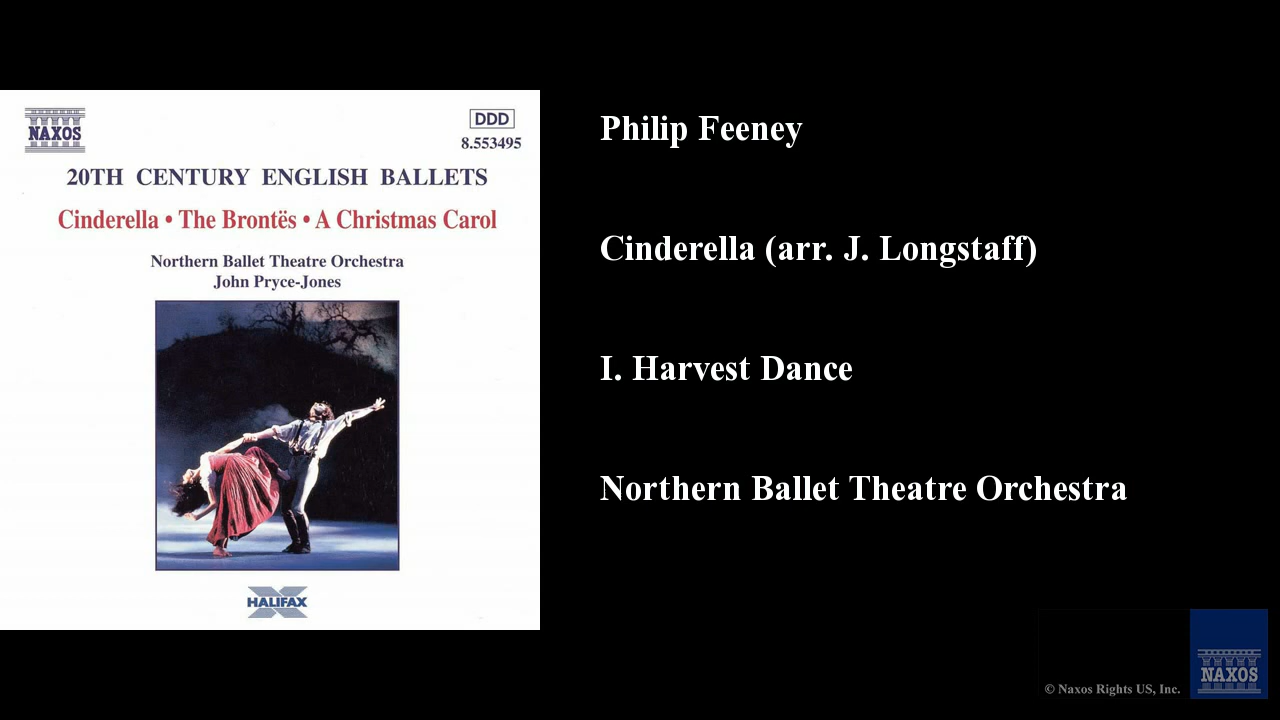 NAXOS
DDD
8.553495
20TH CENTURY ENGLISH BALLETS
Cinderella • The Brontës • A Christmas Carol
Northern Ballet Theatre Orchestra
John Pryce-Jones
HALIFAX
Philip Feeney
Cinderella (arr. J. Longstaff)
I. Harvest Dance
Northern Ballet Theatre Orchestra
© Naxos Rights US, Inc.
NAXOS